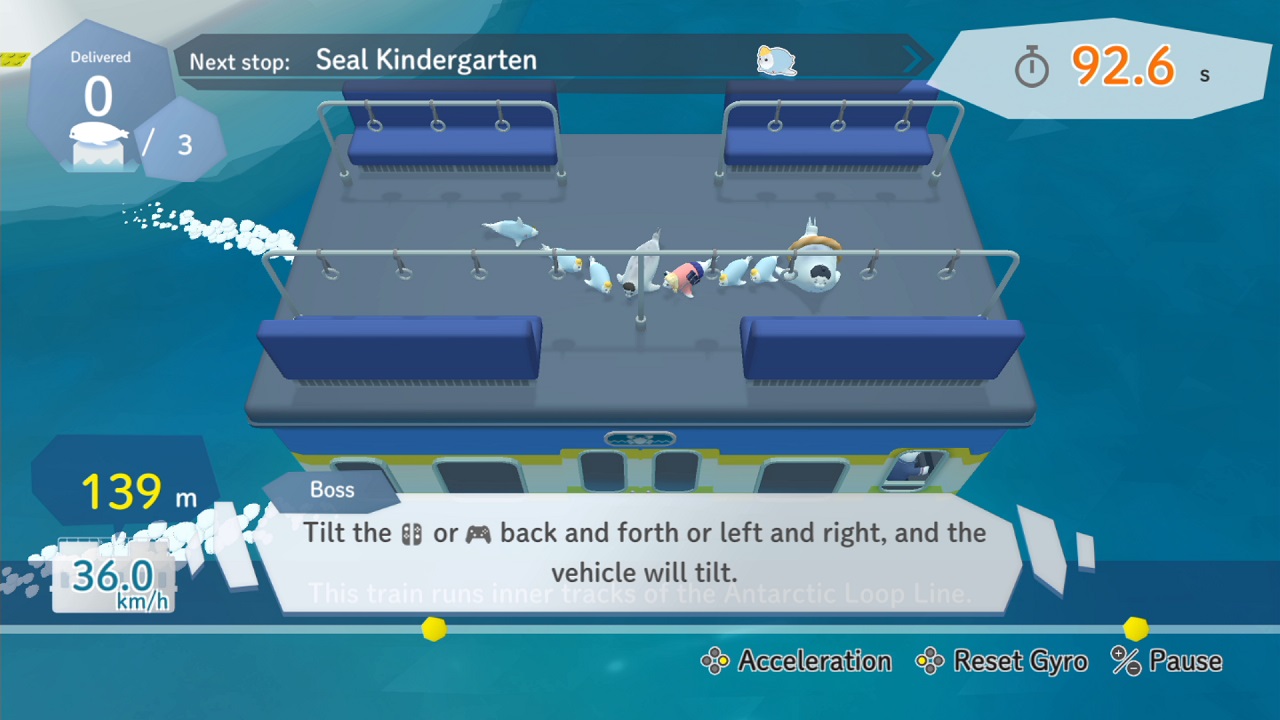 Delivered
0
/ 3
Next stop: Seal Kindergarten
92.6 s
139 m
36.0
km/h
Boss
Tilt the or back and forth or left and right, and the
vehicle will tilt.
This train runs inner tracks of the Antarctic Loop Line.
Acceleration Reset Gyro Pause